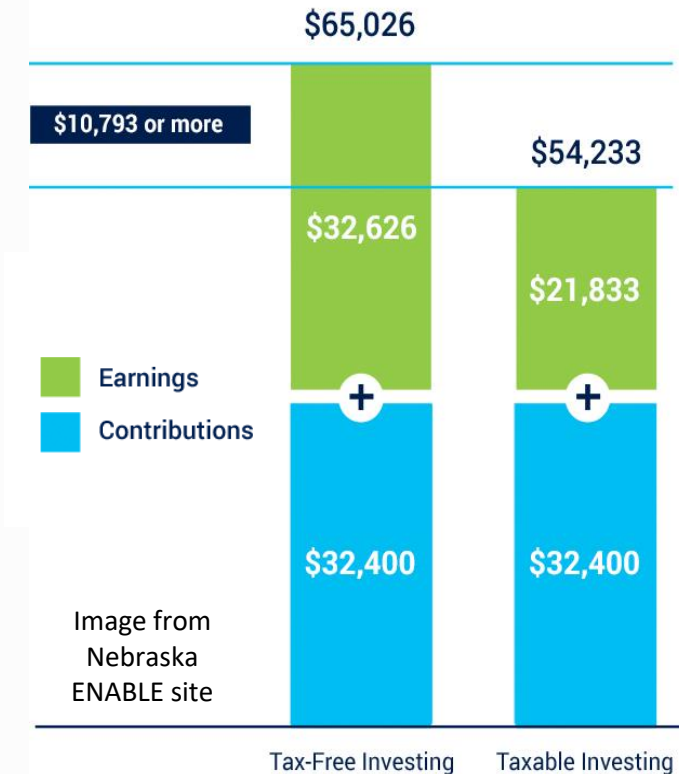 $65,026
$10,793 or more
$54,233
$32,626
$21,833
Earnings
+
+
Contributions
$32,400
$32,400
Image from
Nebraska
ENABLE site
Tax-Free Investing
Taxable Investing